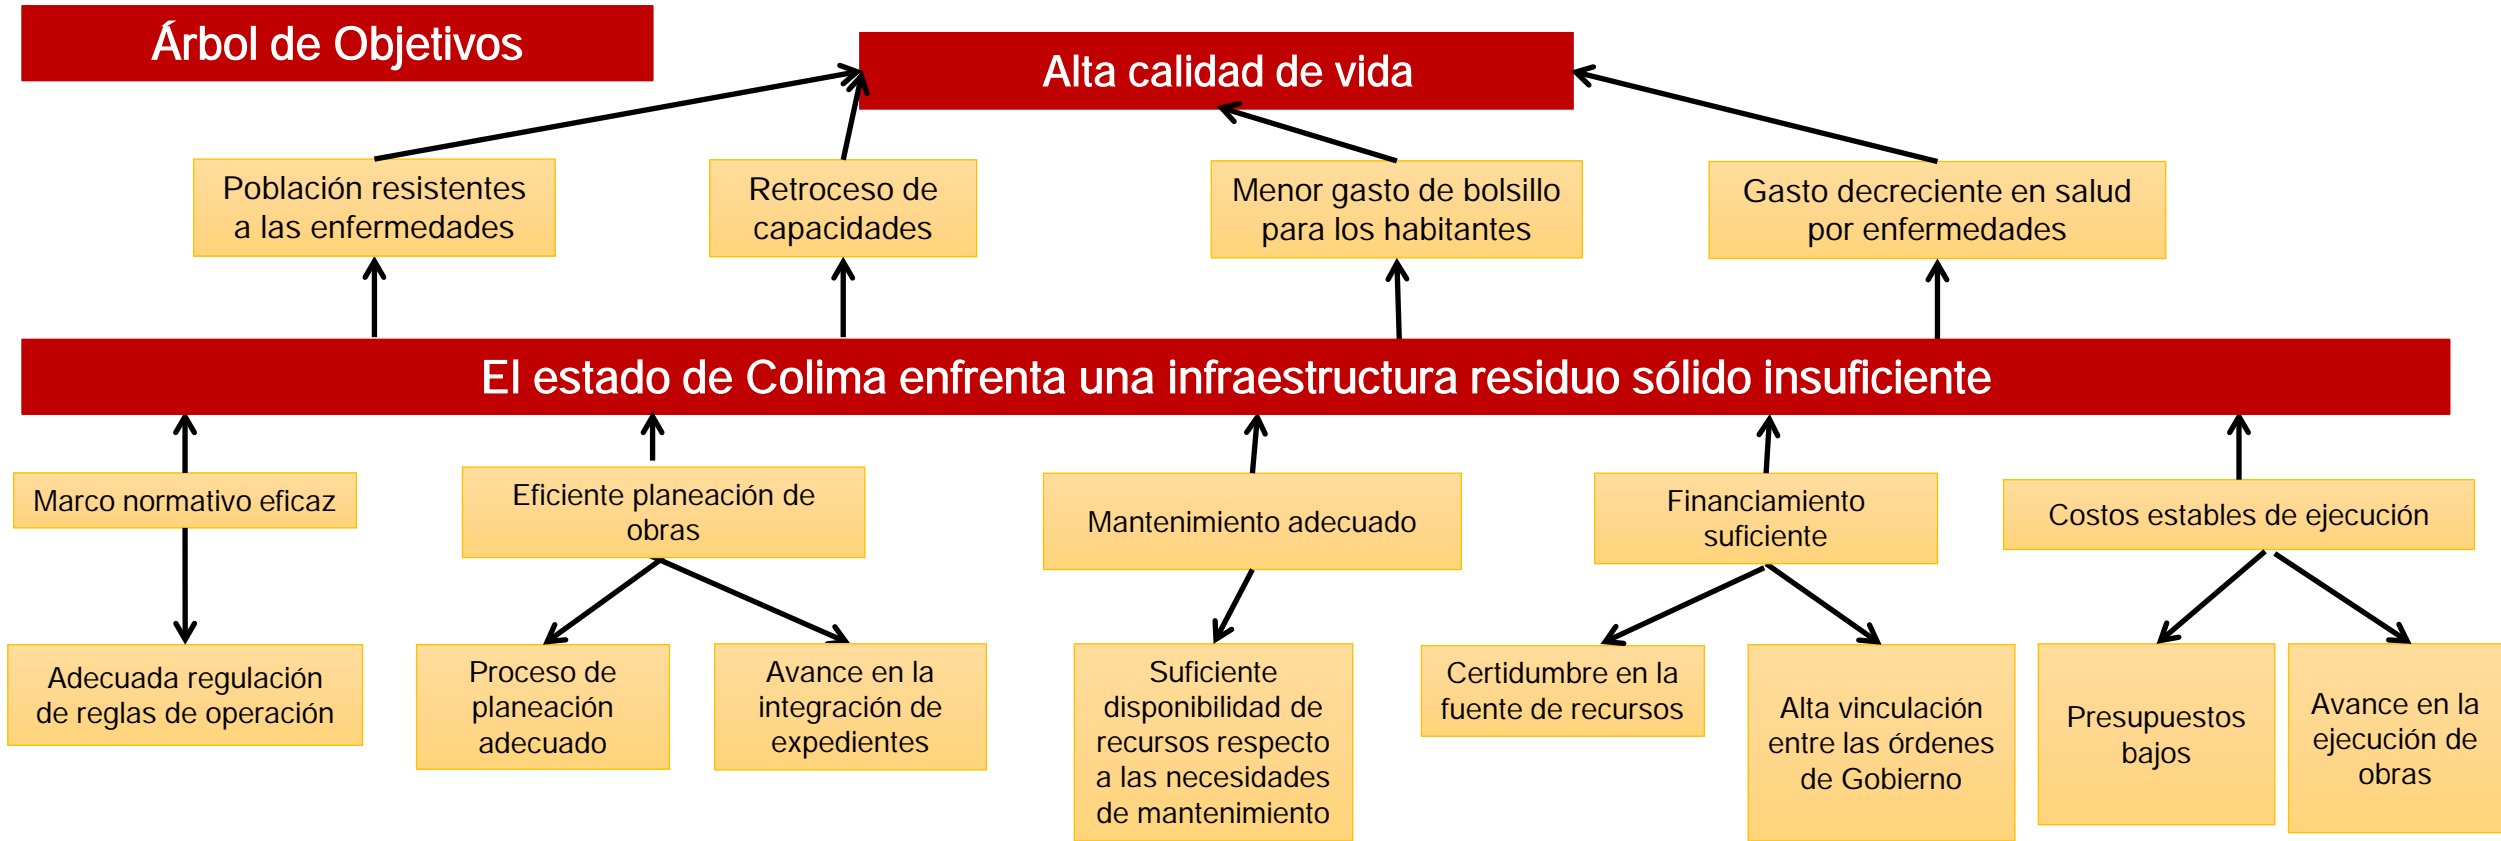 Árbol de Objetivos
Alta calidad de vida
Población resistentes
a las enfermedades
Retroceso de
capacidades
Menor gasto de bolsillo
para los habitantes
Gasto decreciente en salud
por enfermedades
El estado de Colima enfrenta una infraestructura residuo sólido insuficiente
Marco normativo eficaz
Eficiente planeación de
obras
Mantenimiento adecuado
Financiamiento
suficiente
Costos estables de ejecución
Adecuada regulación
de reglas de operación
Proceso de
planeación
adecuado
Avance en la
integración de
expedientes
Suficiente
disponibilidad de
recursos respecto
a las necesidades
de mantenimiento
Certidumbre en la
fuente de recursos
Alta vinculación
entre las órdenes
de Gobierno
Presupuestos
bajos
Avance en la
ejecución de
obras